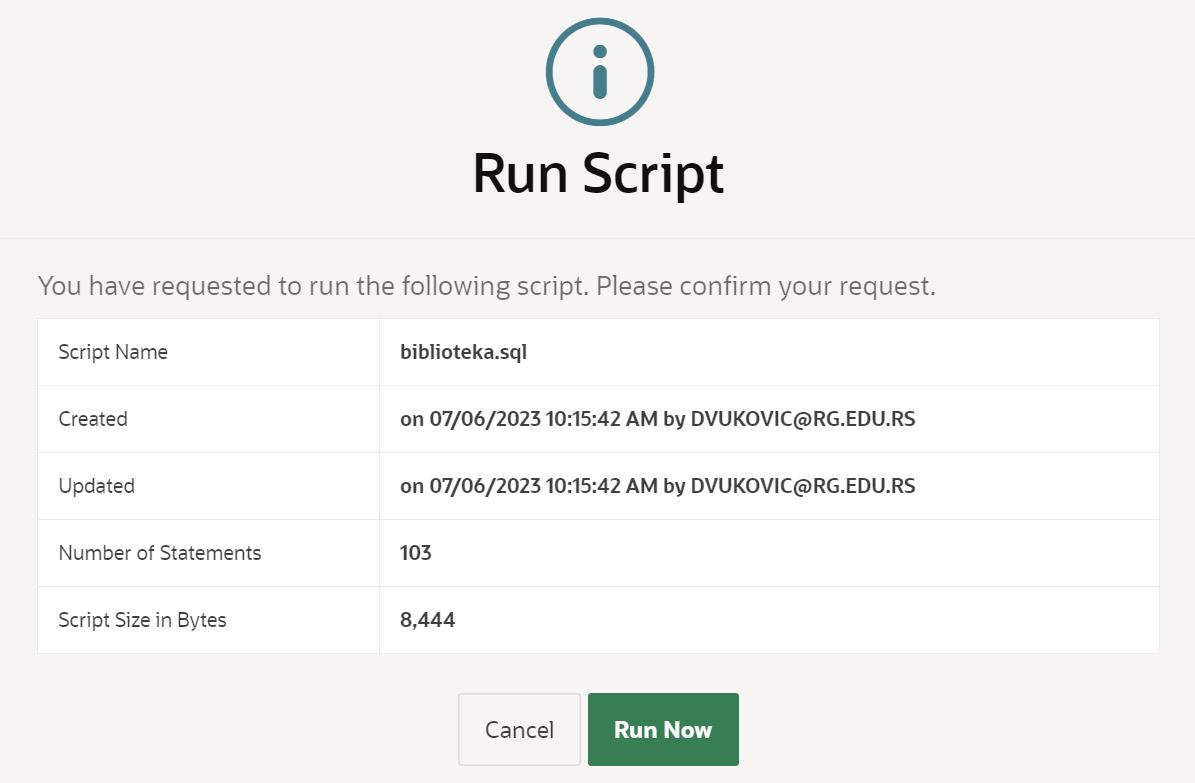 Run Script
You have requested to run the following script. Please confirm your request.
Script Name
biblioteka.sql
Created
on 07/06/2023 10:15:42 AM by DVUKOVIC@RG.EDU.RS
Updated
on 07/06/2023 10:15:42 AM by DVUKOVIC@RG.EDU.RS
Number of Statements
103
Script Size in Bytes
8,444
Cancel
Run Now